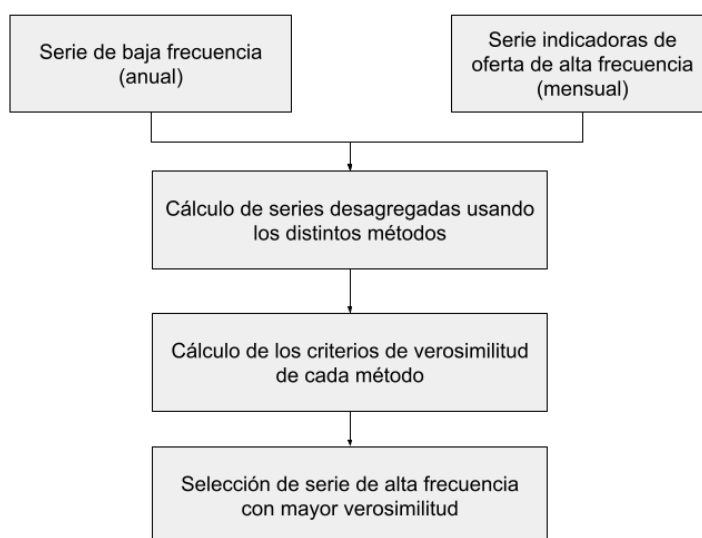 Serie de baja frecuencia
(anual)
Serie indicadoras de
oferta de alta frecuencia
(mensual)
Cálculo de series desagregadas usando
los distintos métodos
Cálculo de los criterios de verosimilitud
de cada método
Selección de serie de alta frecuencia
con mayor verosimilitud